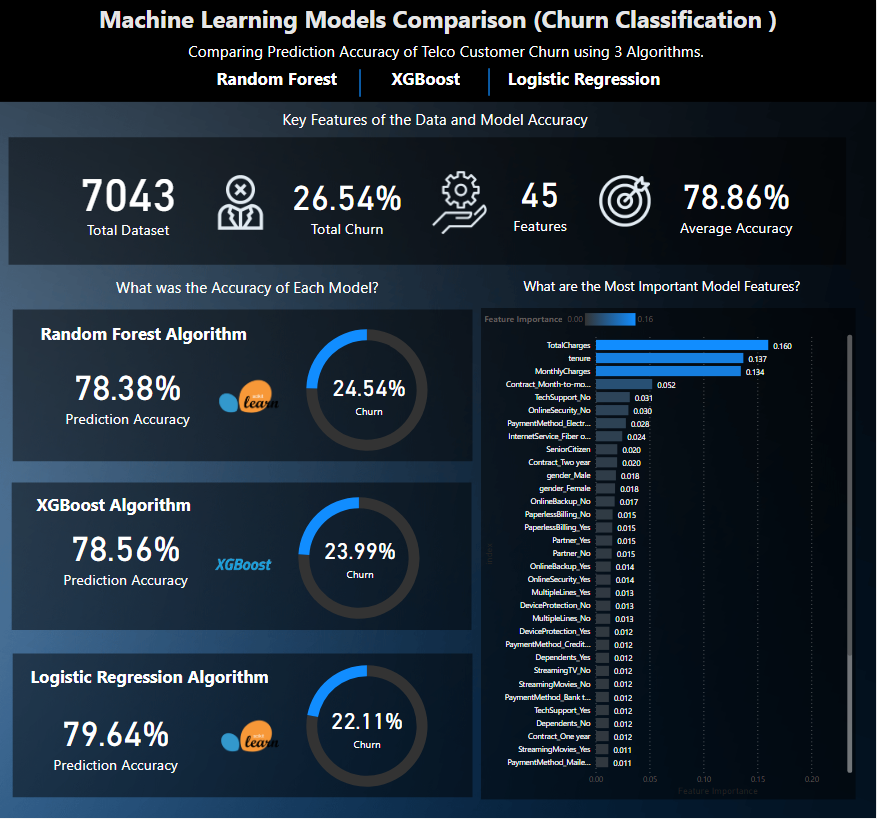 Machine Learning Models Comparison (Churn Classification )
Comparing Prediction Accuracy of Telco Customer Churn using 3 Algorithms.
Random Forest
XGBoost
Logistic Regression
Key Features of the Data and Model Accuracy
7043
Total Dataset
26.54%
Total Churn
45
Features
78.86%
Average Accuracy
What was the Accuracy of Each Model?
Random Forest Algorithm
78.38%
Prediction Accuracy
learn
24.54%
Churn
XGBoost Algorithm
78.56%
Prediction Accuracy
XGBoost
23.99%
Churn
Logistic Regression Algorithm
79.64%
Prediction Accuracy
learn
22.11%
Churn
What are the Most Important Model Features?
Feature Importance 0.00 0.16
TotalCharges 0.160
tenure 0.137
MonthlyCharges 0.134
Contract_Month-to-mo... 0.052
TechSupport_No 0.031
OnlineSecurity_No 0.030
PaymentMethod_Electr... 0.028
InternetService_Fiber o... 0.024
SeniorCitizen 0.020
Contract_Two year 0.020
gender_Male 0.018
gender_Female 0.018
OnlineBackup_No 0.017
PaperlessBilling_No 0.015
PaperlessBilling_Yes 0.015
Partner_Yes 0.015
Partner_No 0.015
OnlineBackup_Yes 0.014
OnlineSecurity_Yes 0.014
MultipleLines_Yes 0.013
DeviceProtection_No 0.013
MultipleLines_No 0.013
DeviceProtection_Yes 0.012
PaymentMethod_Credit... 0.012
Dependents_Yes 0.012
StreamingTV_No 0.012
StreamingMovies_No 0.012
PaymentMethod_Bank t... 0.012
TechSupport_Yes 0.012
Dependents_No 0.012
Contract_One year 0.012
StreamingMovies_Yes 0.011
PaymentMethod_Maile... 0.011
0.00 0.05 0.10 0.15 0.20
Feature Importance